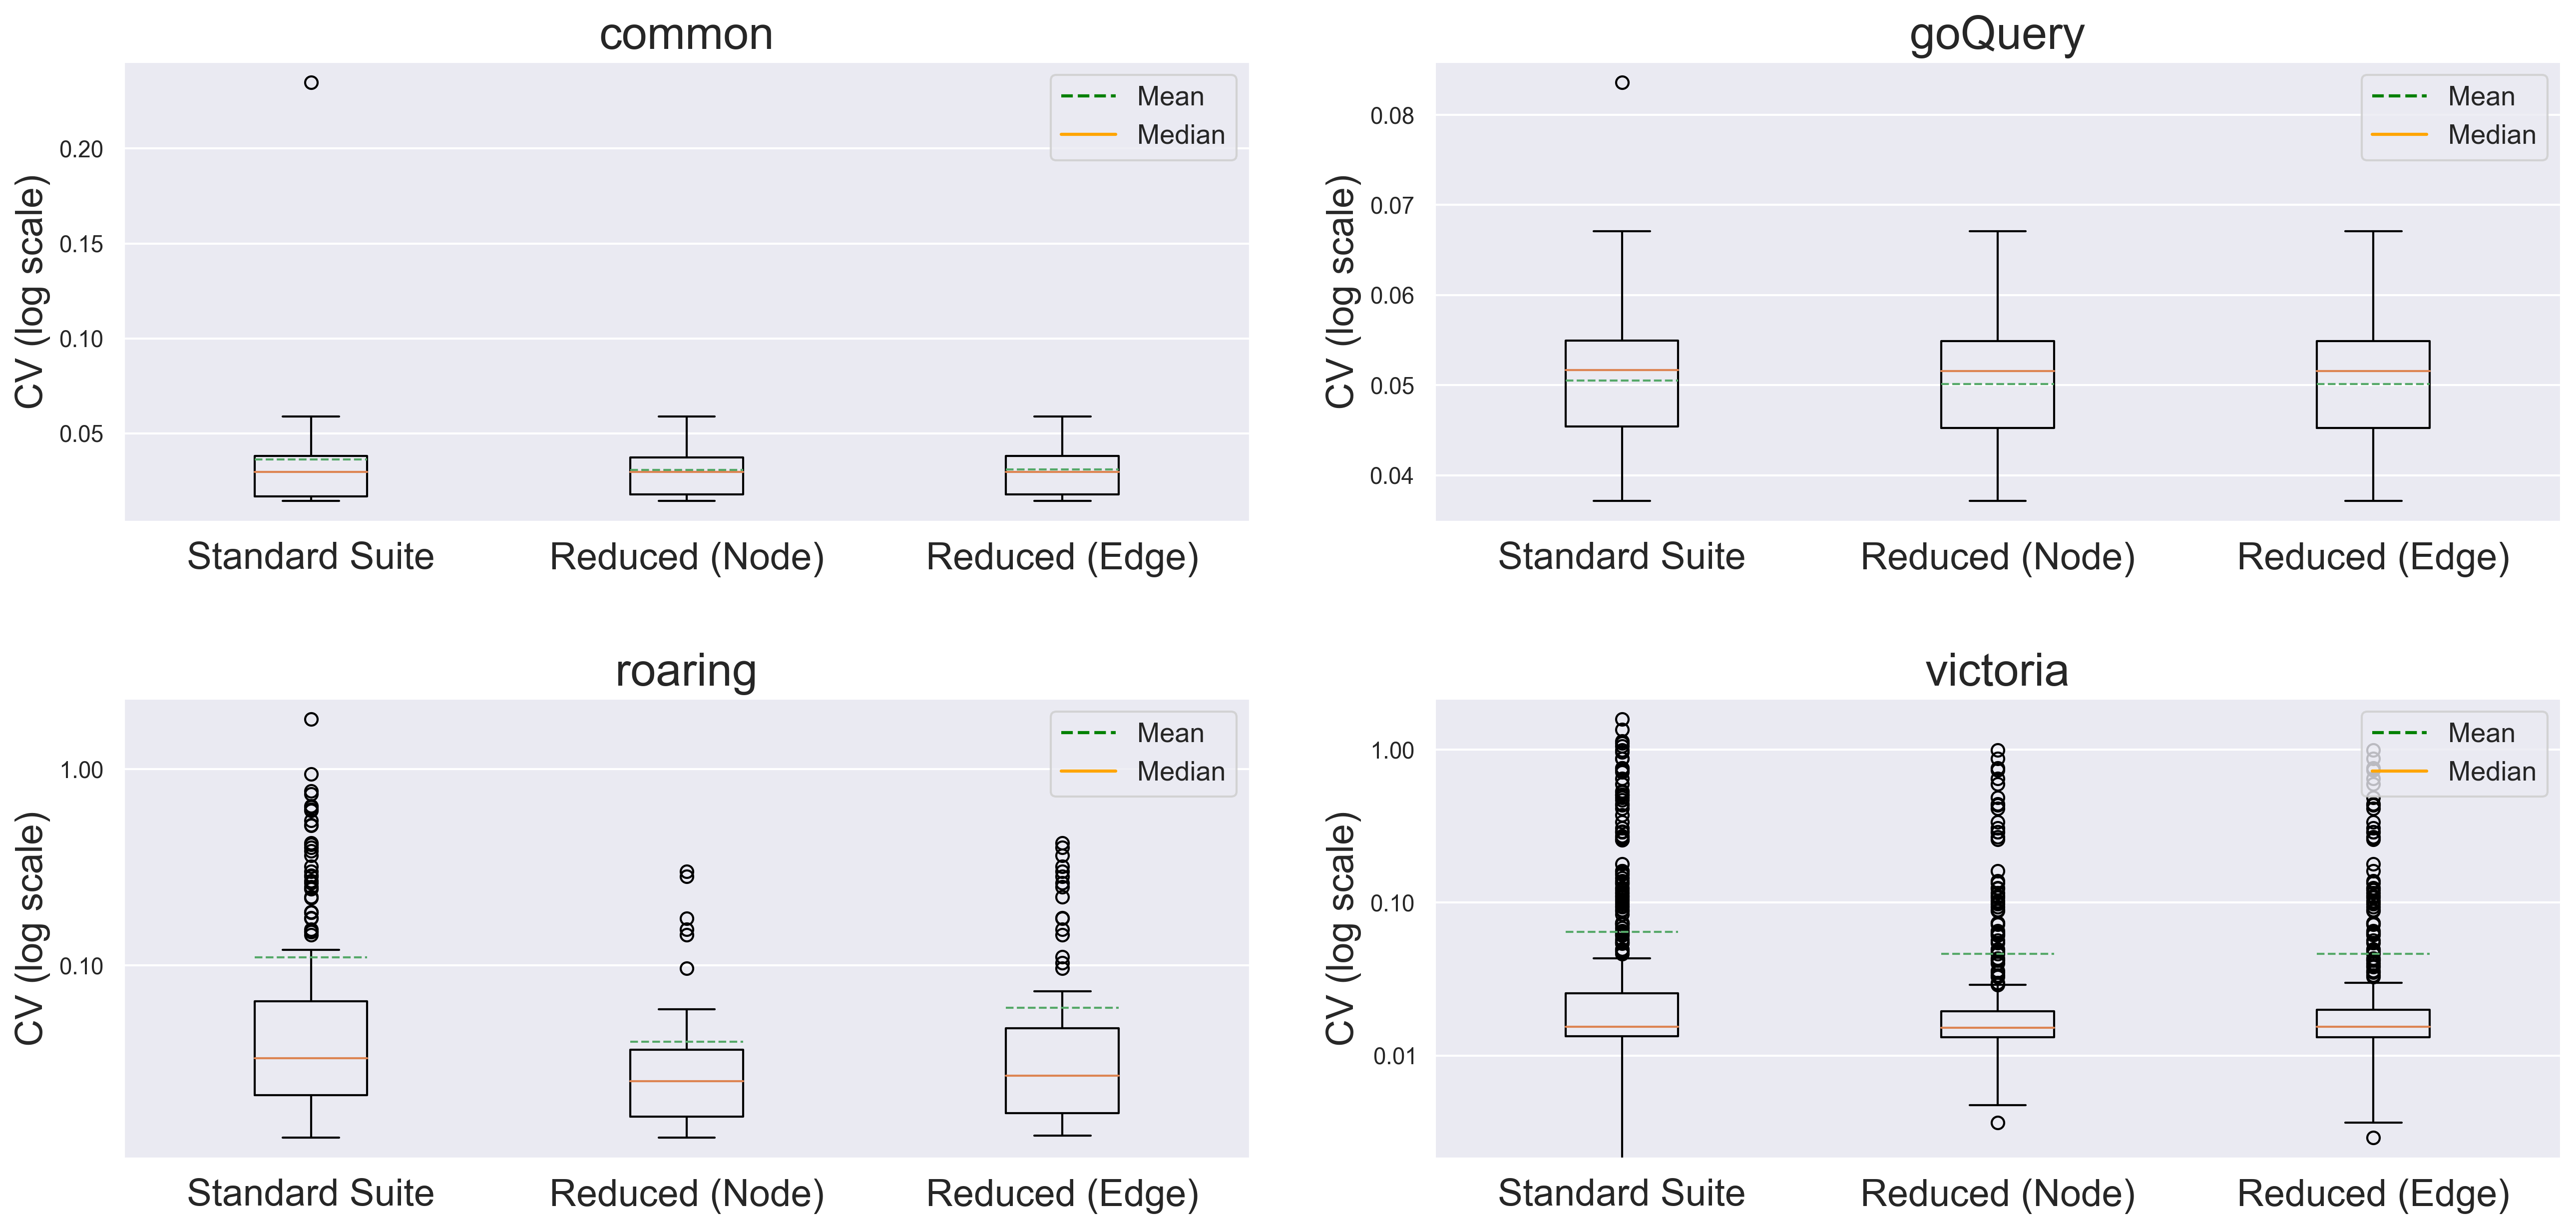 common
CV (log scale)
0.20
0.15
0.10
0.05
Mean
Median
Standard Suite
Reduced (Node)
Reduced (Edge)
goQuery
CV (log scale)
0.08
0.07
0.06
0.05
0.04
Mean
Median
Standard Suite
Reduced (Node)
Reduced (Edge)
roaring
CV (log scale)
1.00
0.10
Mean
Median
Standard Suite
Reduced (Node)
Reduced (Edge)
victoria
CV (log scale)
1.00
0.10
0.01
Mean
Median
Standard Suite
Reduced (Node)
Reduced (Edge)